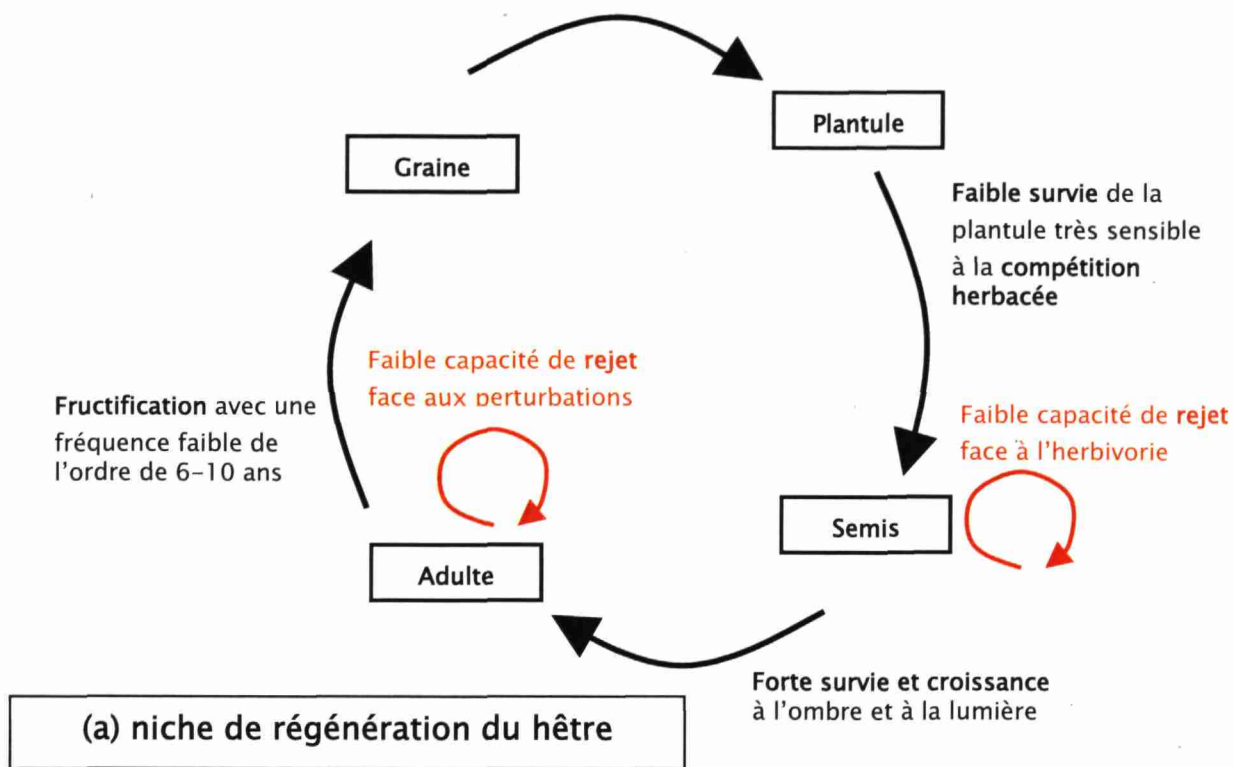 Plantule
Graine
Faible survie de la
plantule très sensible
à la compétition
herbacée
Faible capacité de rejet
face aux perturbations
Fructification avec une
fréquence faible de
l'ordre de 6-10 ans
Faible capacité de rejet
face à l'herbivorie
Semis
Adulte
Forte survie et croissance
à l'ombre et à la lumière
(a) niche de régénération du hêtre